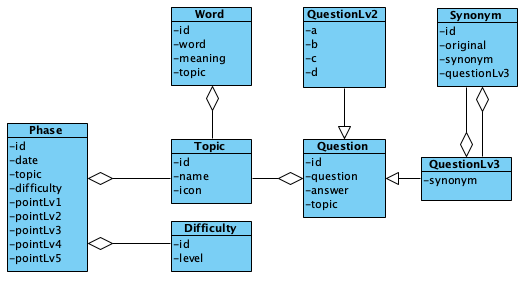 Word
-id
-word
-meaning
-topic
QuestionLv2
-a
-b
-c
-d
Synonym
-id
-original
-synonym
-questionLv3
Phase
-id
-date
-topic
-difficulty
-pointLv1
-pointLv2
-pointLv3
-pointLv4
-pointLv5
Topic
-id
-name
-icon
Question
-id
-question
-answer
-topic
QuestionLv3
-synonym
Difficulty
-id
-level